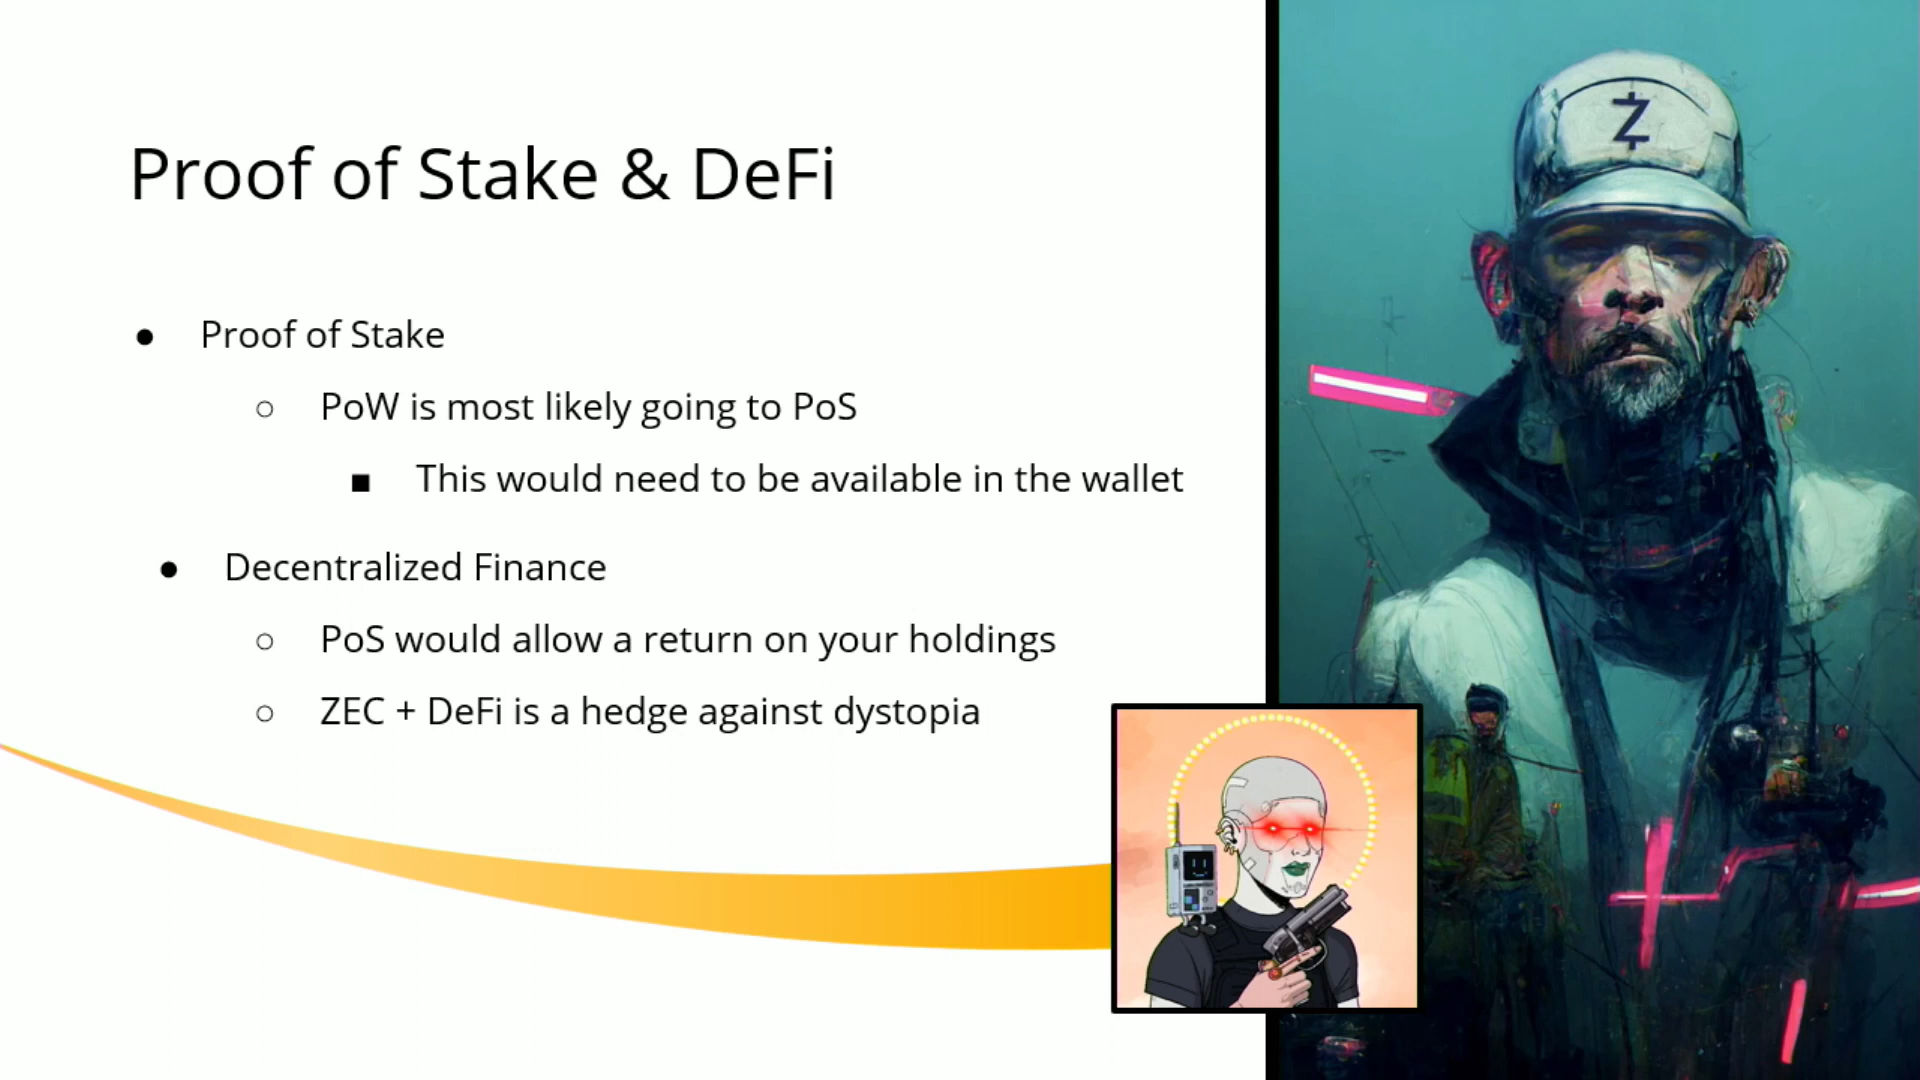 Proof of Stake & DeFi
● Proof of Stake
○ PoW is most likely going to PoS
■ This would need to be available in the wallet
● Decentralized Finance
○ PoS would allow a return on your holdings
○ ZEC + DeFi is a hedge against dystopia